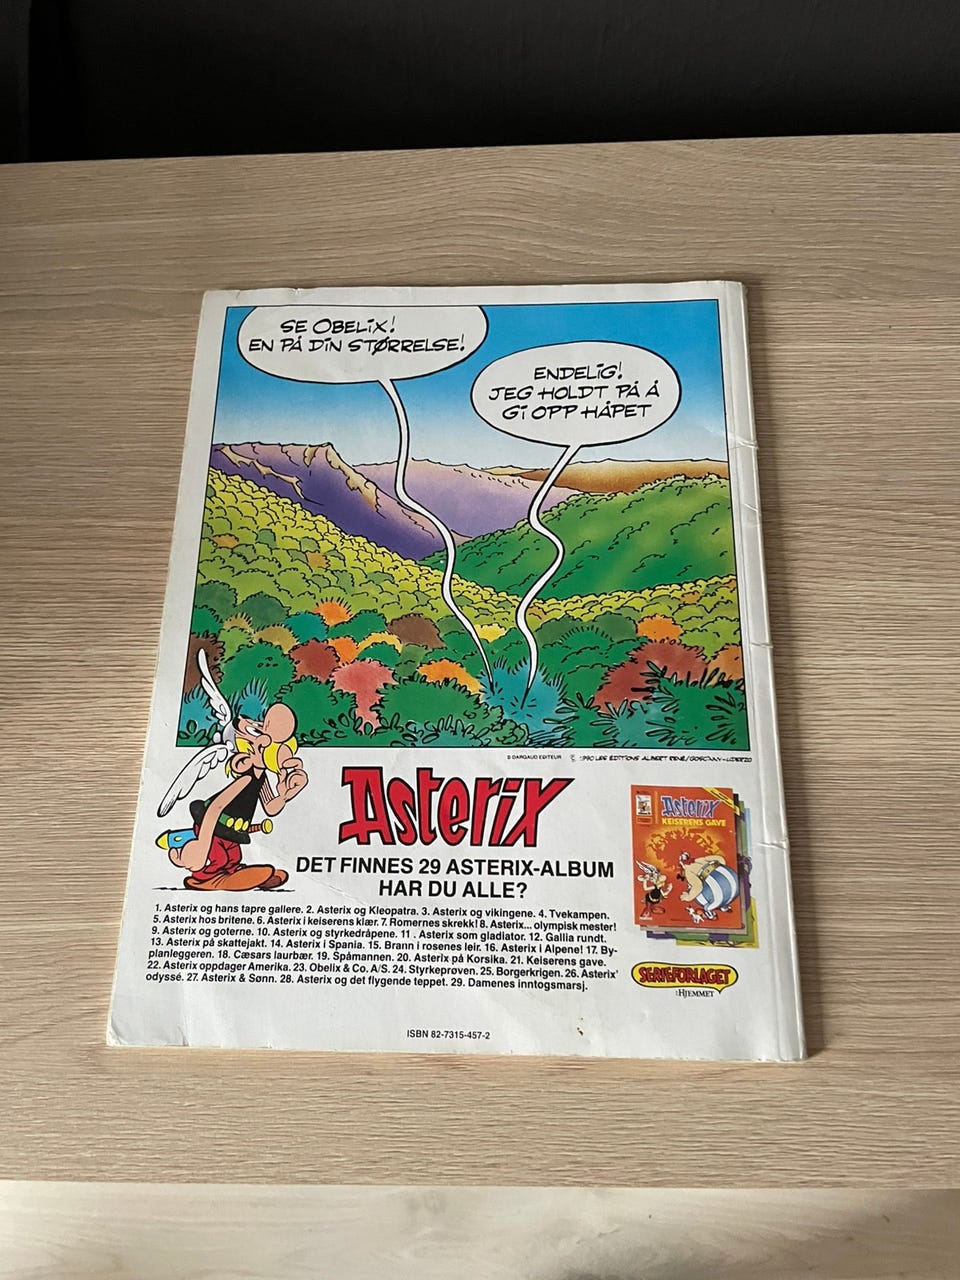 SE OBELIX!
EN PÅ DIN STØRRELSE!
ENDELIG!
JEG HOLDT PÅ Å
GI OPP HÅPET
© DARGAUD EDITEUR © 1990 LES ÉDITIONS ALBERT RENÉ/GOSCINNY-UDERZO
Asterix
DET FINNES 29 ASTERIX-ALBUM
HAR DU ALLE?
1. Asterix og hans tapre gallere. 2. Asterix og Kleopatra. 3. Asterix og vikingene. 4. Tvekampen.
5. Asterix hos britene. 6. Asterix i keiserens klær. 7. Romernes skrekk! 8. Asterix... olympisk mester!
9. Asterix og goterne. 10. Asterix og styrkedråpene. 11. Asterix som gladiator. 12. Gallia rundt.
13. Asterix på skattejakt. 14. Asterix i Spania. 15. Brann i rosenes leir. 16. Asterix i Alpene! 17. By-
planleggeren. 18. Cæsars laurbær. 19. Spåmannen. 20. Asterix på Korsika. 21. Keiserens gave.
22. Asterix oppdager Amerika. 23. Obelix & Co. A/S. 24. Styrkeprøven. 25. Borgerkrigen. 26. Asterix'
odyssé. 27. Asterix & Sønn. 28. Asterix og det flygende teppet. 29. Damenes inntogsmarsj.
Asterix
KEISERENS GAVE
SERIEFORLAGET
:HJEMMET
ISBN 82-7315-457-2